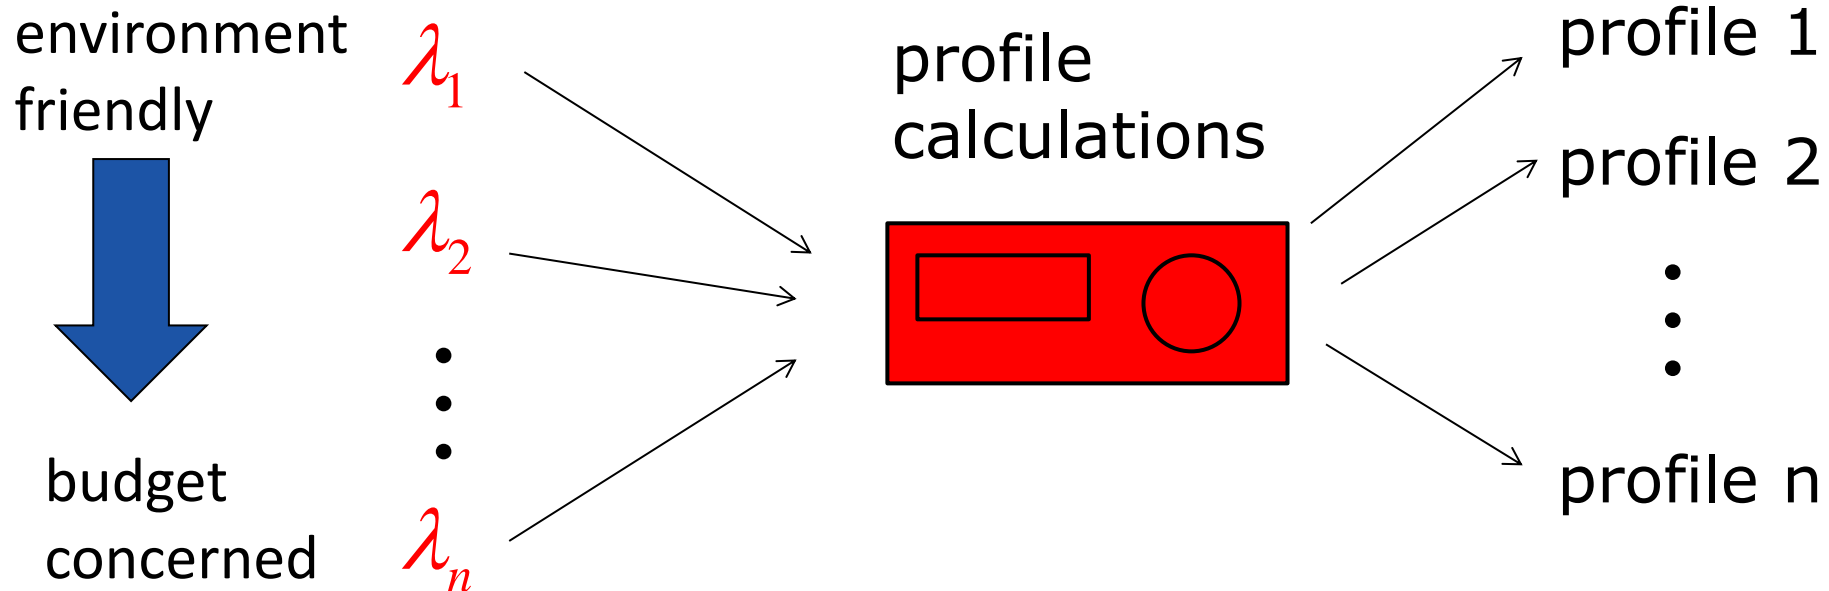 environment
friendly
budget
concerned
λ₁
λ₂
λₙ
profile
calculations
profile 1
profile 2
profile n